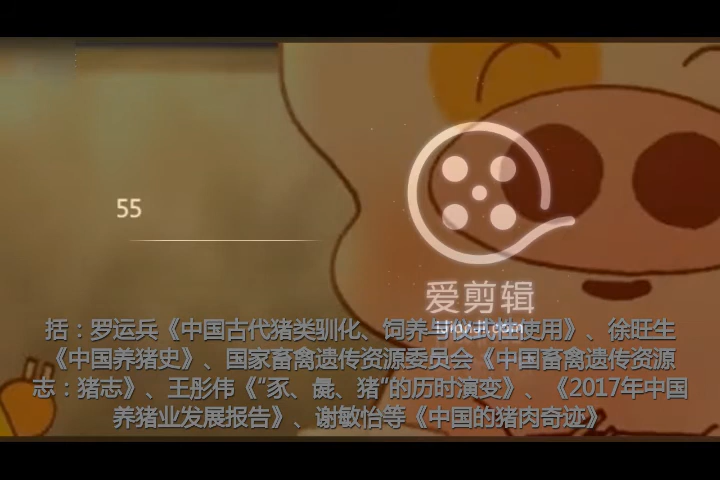 55
爱剪辑
括：罗运兵《中国古代猪类驯化、饲养与仪式性使用》、徐旺生
《中国养猪史》、国家畜禽遗传资源委员会《中国畜禽遗传资源
志：猪志》、王彤伟《“豕、彘、猪”的历时演变》、《2017年中国
养猪业发展报告》、谢敏怡等《中国的猪肉奇迹》